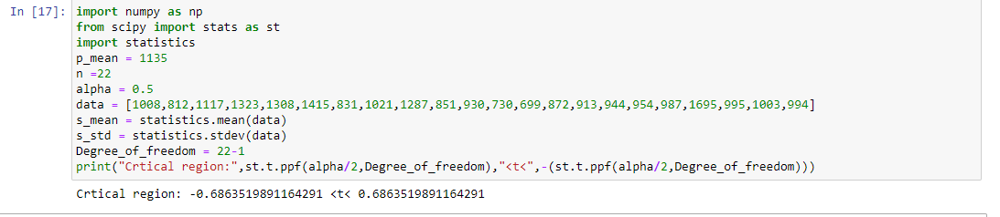 In [17]: import numpy as np
from scipy import stats as st
import statistics
p_mean = 1135
n =22
alpha = 0.5
data = [1008,812,1117,1323,1308,1415,831,1021,1287,851,930,730,699,872,913,944,954,987,1695,995,1003,994]
s_mean = statistics.mean(data)
s_std = statistics.stdev(data)
Degree_of_freedom = 22-1
print("Crtical region:",st.t.ppf(alpha/2,Degree_of_freedom),"<t<",-(st.t.ppf(alpha/2,Degree_of_freedom)))
Crtical region: -0.6863519891164291 <t< 0.6863519891164291